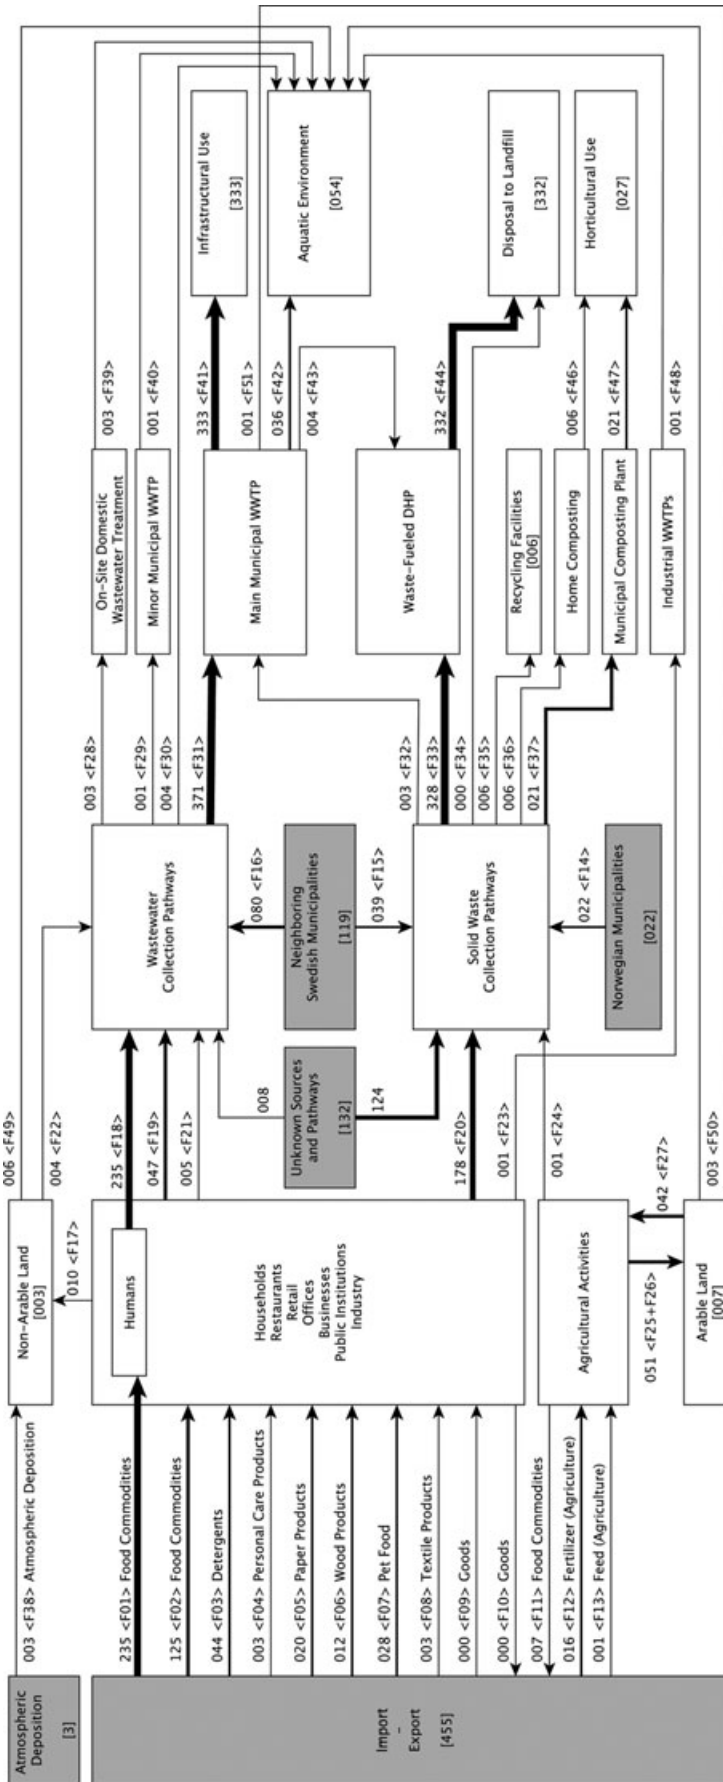 Atmospheric
Deposition
[3]
Import
–
Export
[455]
003 <F38> Atmospheric Deposition
235 <F01> Food Commodities
125 <F02> Food Commodities
044 <F03> Detergents
003 <F04> Personal Care Products
020 <F05> Paper Products
012 <F06> Wood Products
028 <F07> Pet Food
003 <F08> Textile Products
000 <F09> Goods
000 <F10> Goods
007 <F11> Food Commodities
016 <F12> Fertilizer (Agriculture)
001 <F13> Feed (Agriculture)
Non-Arable Land
[003]
010 <F17>
Humans
Households
Restaurants
Retail
Offices
Businesses
Public Institutions
Industry
Agricultural Activities
051 <F25+F26>
042 <F27>
Arable Land
[007]
006 <F49>
004 <F22>
235 <F18>
047 <F19>
005 <F21>
008
Unknown Sources
and Pathways
[132]
124
178 <F20>
001 <F23>
001 <F24>
003 <F50>
Wastewater
Collection Pathways
080 <F16>
Neighboring
Swedish Municipalities
[119]
039 <F15>
Solid Waste
Collection Pathways
022 <F14>
Norwegian Municipalities
[022]
003 <F28>
001 <F29>
004 <F30>
371 <F31>
003 <F32>
328 <F33>
000 <F34>
006 <F35>
006 <F36>
021 <F37>
On-Site Domestic
Wastewater Treatment
Minor Municipal WWTP
Main Municipal WWTP
Waste-Fueled DHP
Recycling Facilities
[006]
Home Composting
Municipal Composting Plant
Industrial WWTPs
003 <F39>
001 <F40>
333 <F41>
001 <F51>
036 <F42>
004 <F43>
332 <F44>
006 <F46>
021 <F47>
001 <F48>
Infrastructural Use
[333]
Aquatic Environment
[054]
Disposal to Landfill
[332]
Horticultural Use
[027]